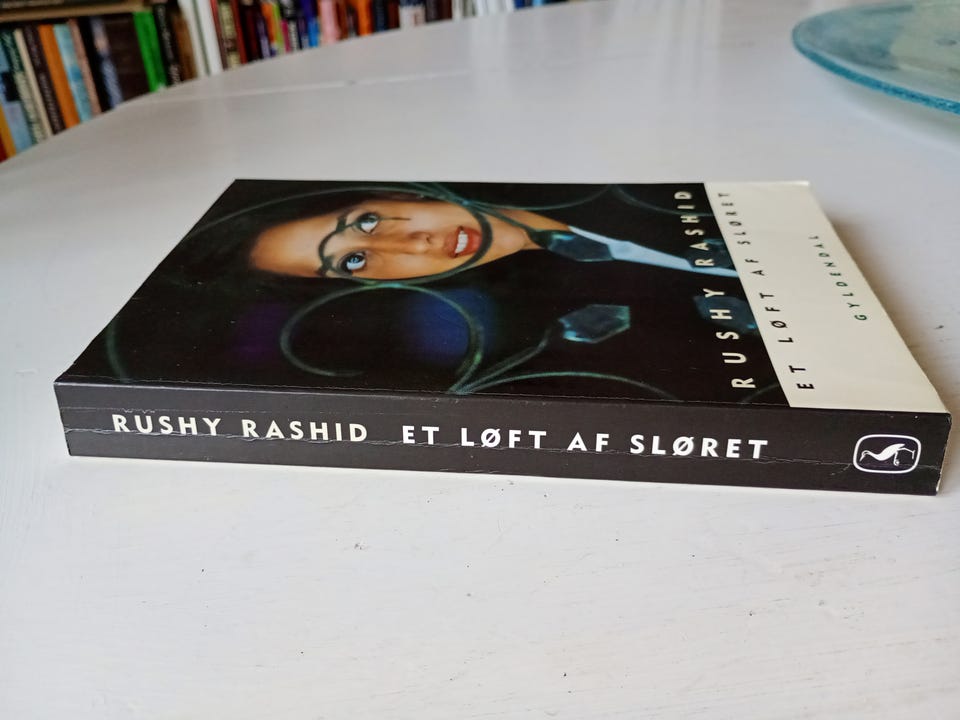 RUSHY RASHID
ET LØFT AF SLØRET
GYLDENDAL
RUSHY RASHID ET LØFT AF SLØRET